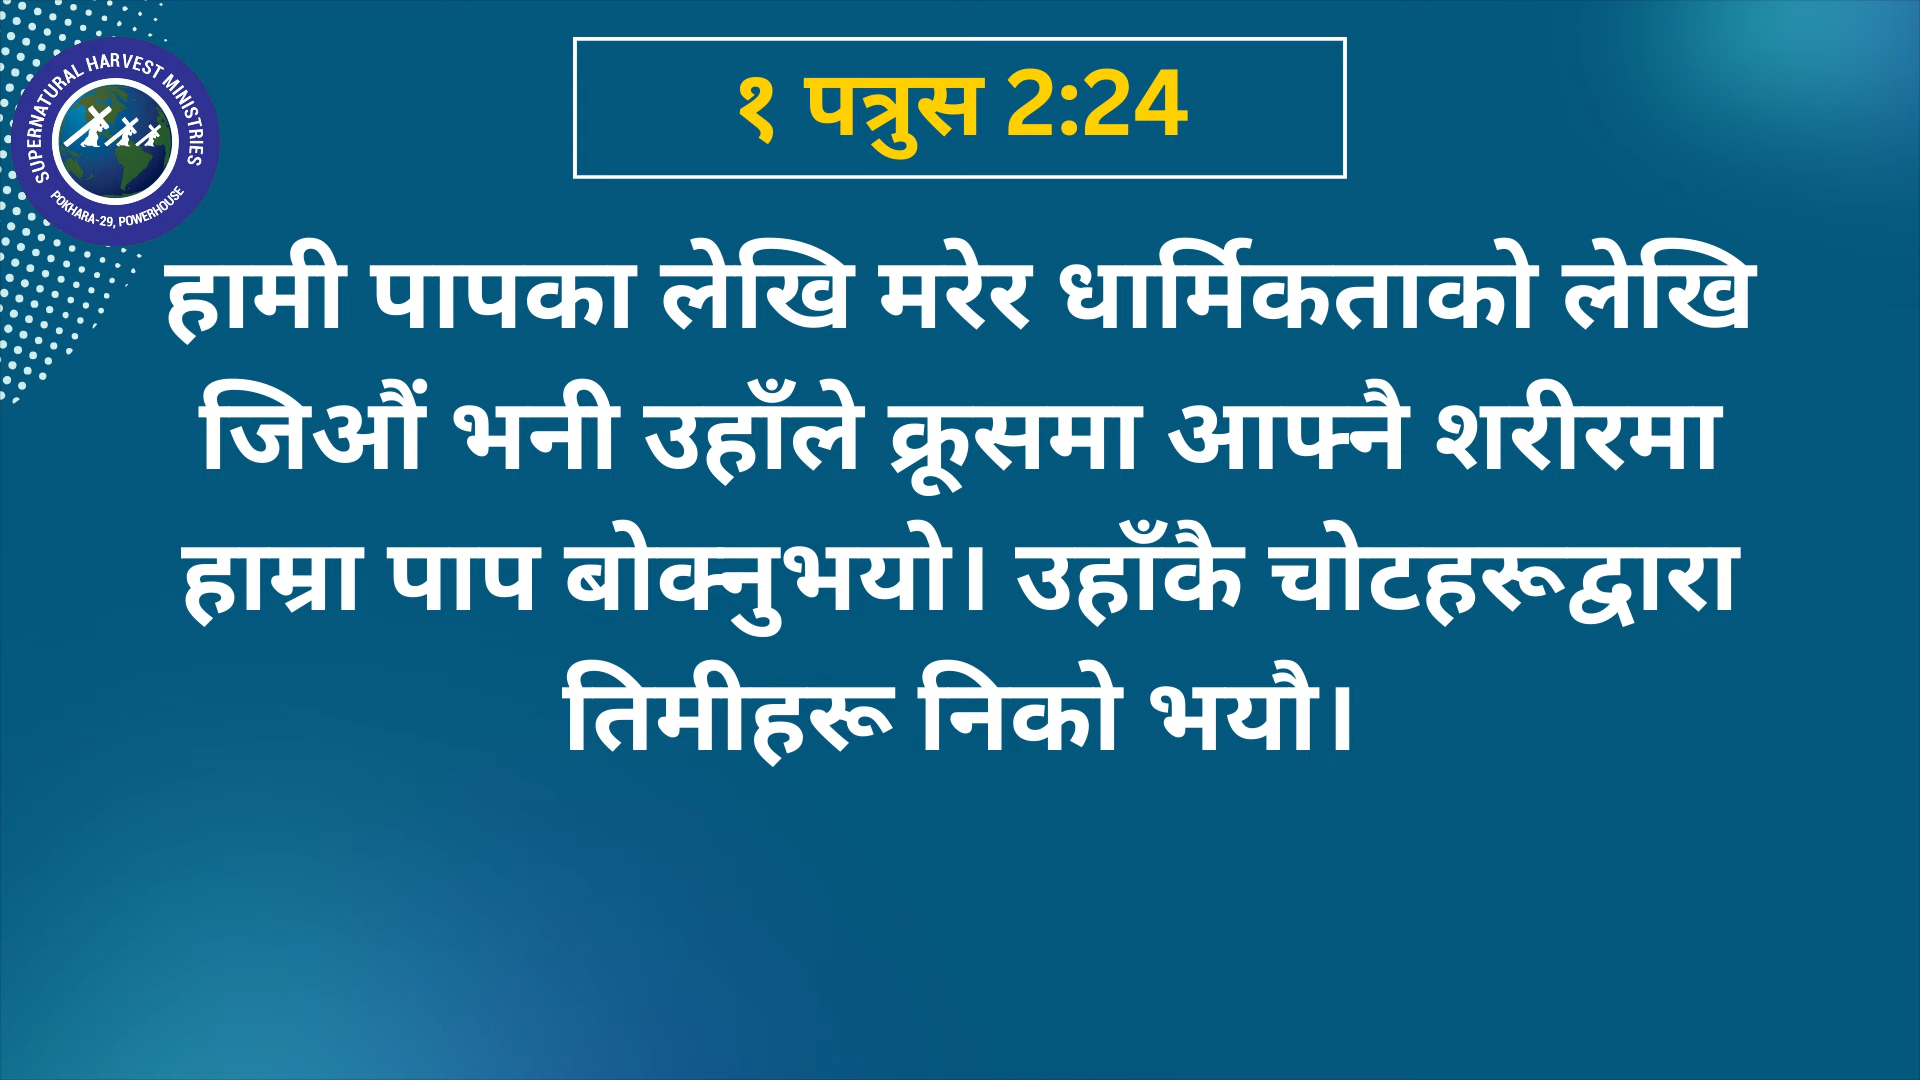 SUPERNATURAL HARVEST MINISTRIES
POKHARA-29, POWERHOUSE
१ पत्रुस 2:24
हामी पापका लेखि मरेर धार्मिकताको लेखि
जिऔं भनी उहाँले क्रूसमा आफ्नै शरीरमा
हाम्रा पाप बोक्नुभयो। उहाँकै चोटहरूद्वारा
तिमीहरू निको भयौ।